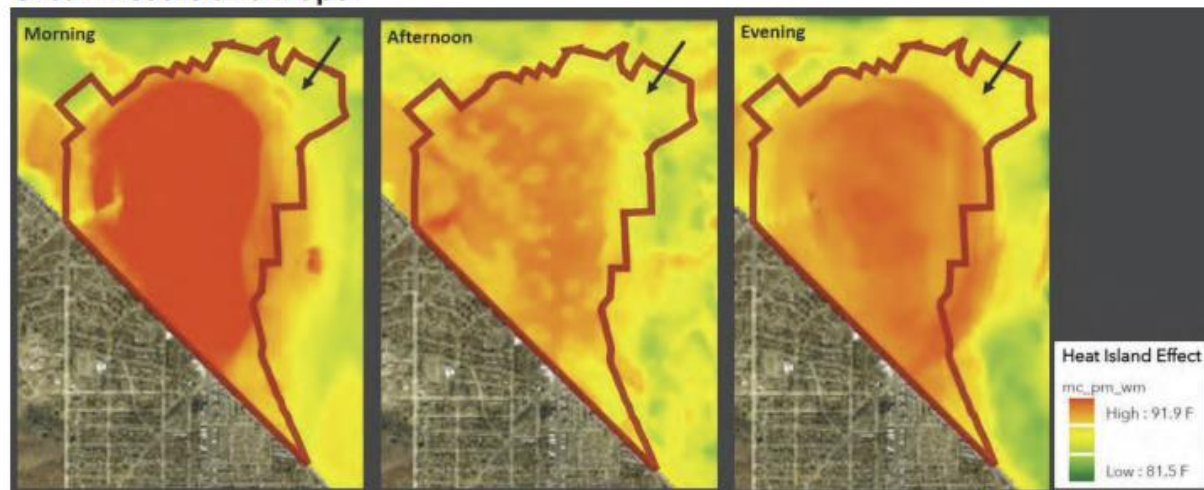 Morning
Afternoon
Evening
Heat Island Effect
mc_pm_wm
High : 91.9 F
Low : 81.5 F